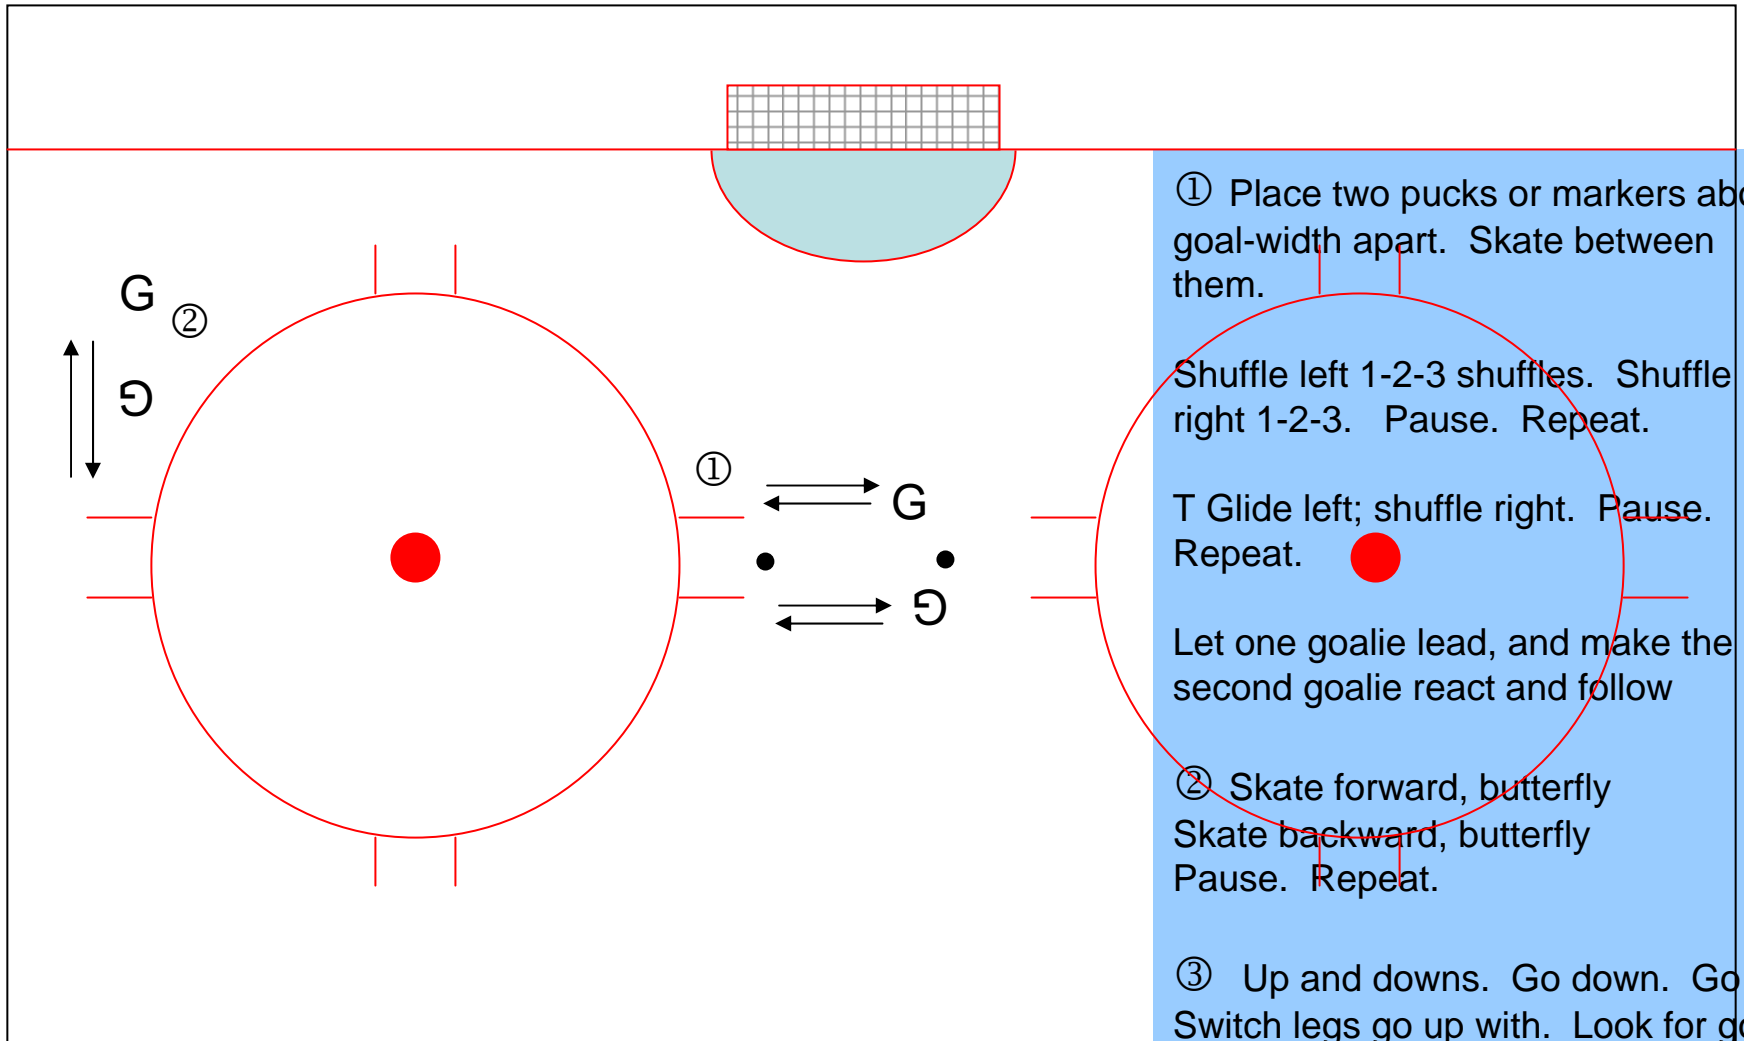 G
②
G
①
G
G
① Place two pucks or markers
goal-width apart. Skate between
them.
Shuffle left 1-2-3 shuffles. Shuffle
right 1-2-3. Pause. Repeat.
T Glide left; shuffle right. Pause.
Repeat.
Let one goalie lead, and make the
second goalie react and follow
② Skate forward, butterfly
Skate backward, butterfly
Pause. Repeat.
③ Up and downs. Go down. Go
Switch legs go up with. Look for